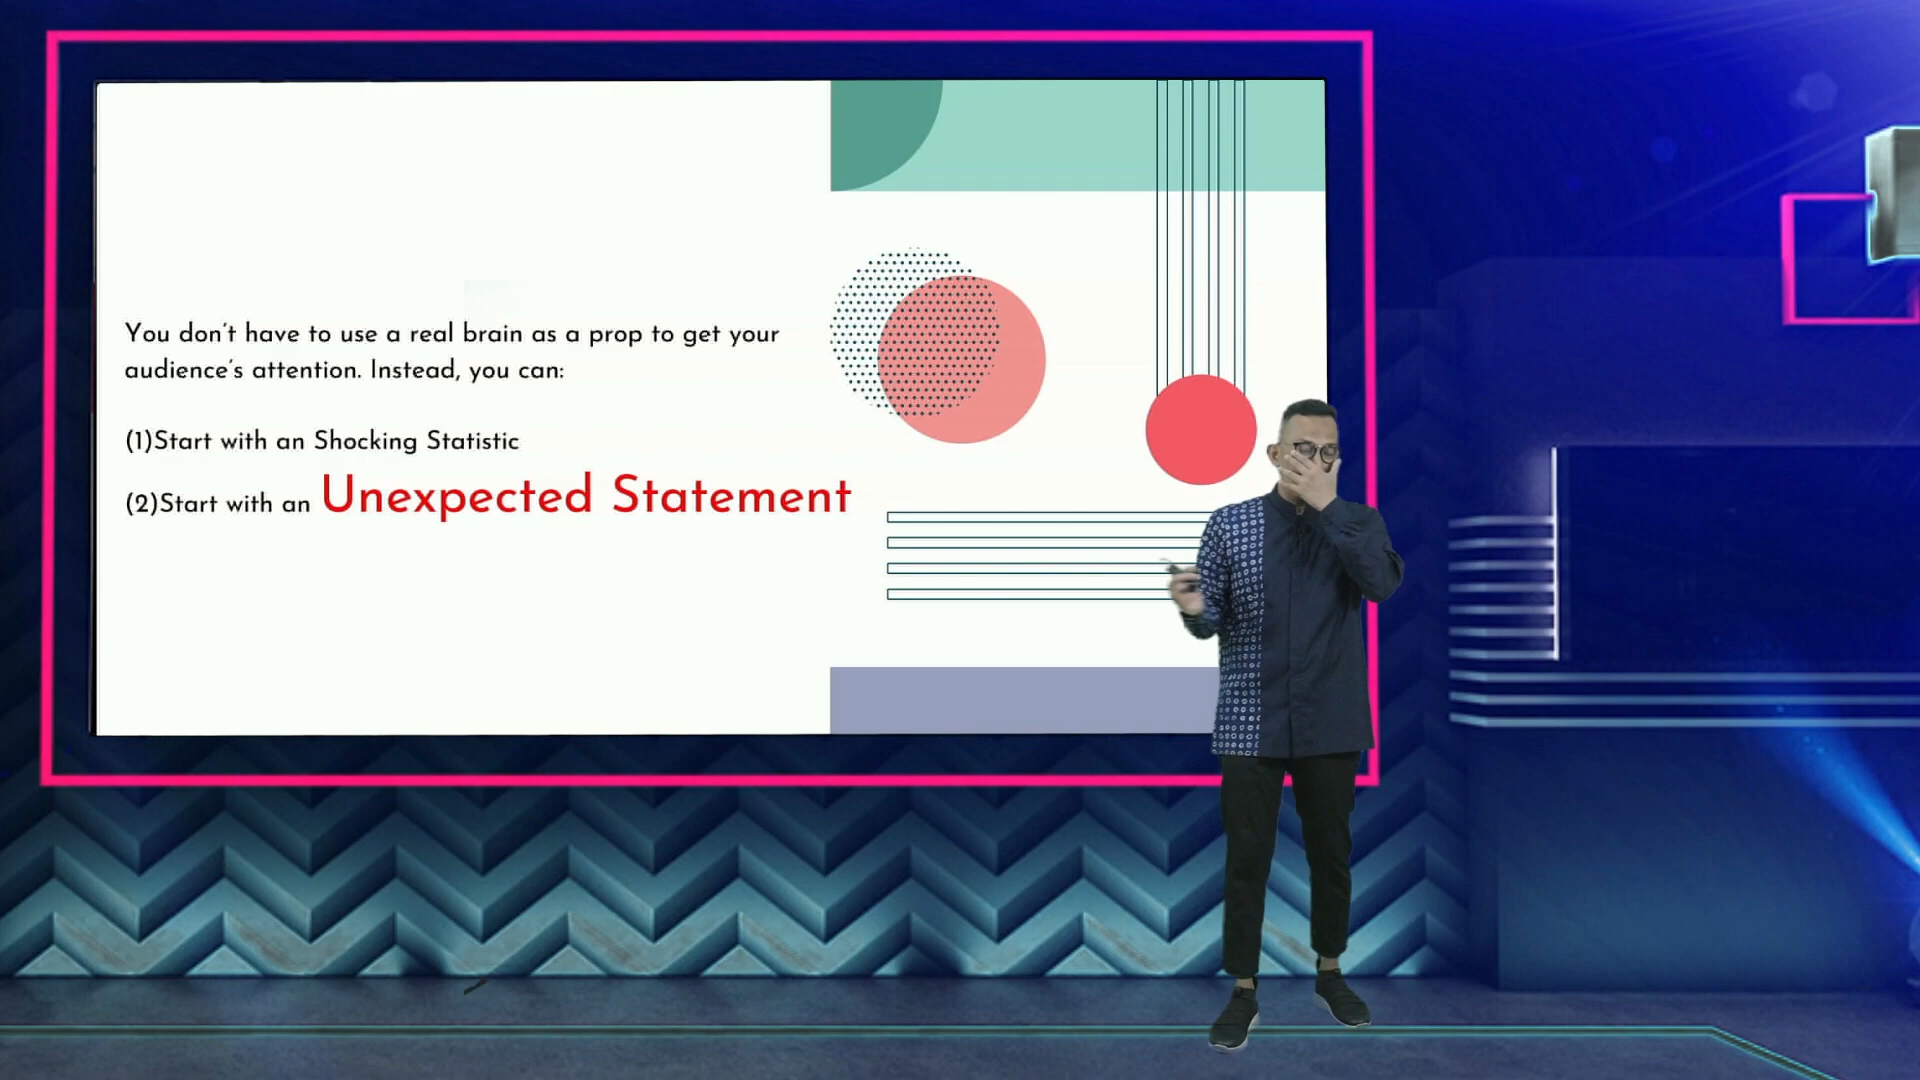 You don't have to use a real brain as a prop to get your
audience's attention. Instead, you can:
(1)Start with an Shocking Statistic
(2)Start with an Unexpected Statement